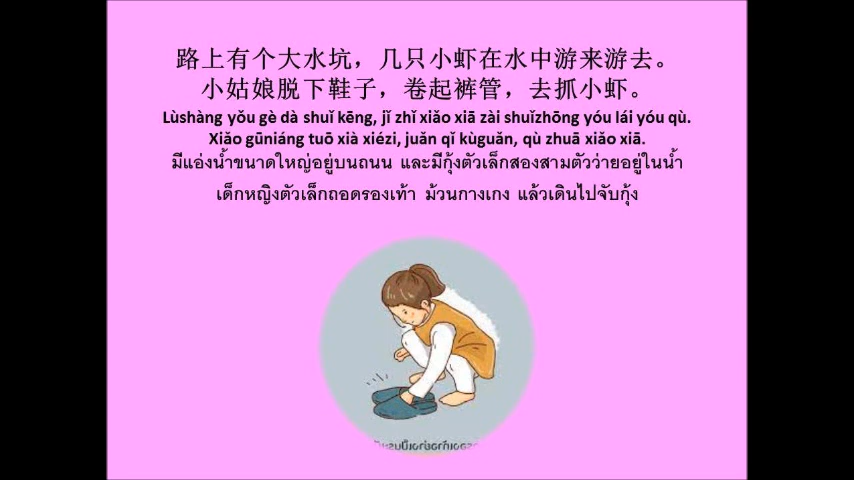 路上有个大水坑，几只小虾在水中游来游去。
小姑娘脱下鞋子，卷起裤管，去抓小虾。
Lùshàng yǒu gè dà shuǐ kēng, jǐ zhǐ xiǎo xiā zài shuǐzhōng yóu lái yóu qù.
Xiǎo gūniáng tuō xià xiézi, juǎn qǐ kùguǎn, qù zhuā xiǎo xiā.
มีแอ่งน้ำขนาดใหญ่อยู่บนถนน และมีกุ้งตัวเล็กสองสามตัวว่ายอยู่ในน้ำ
เด็กหญิงตัวเล็กถอดรองเท้า ม้วนกางเกง แล้วเดินไปจับกุ้ง